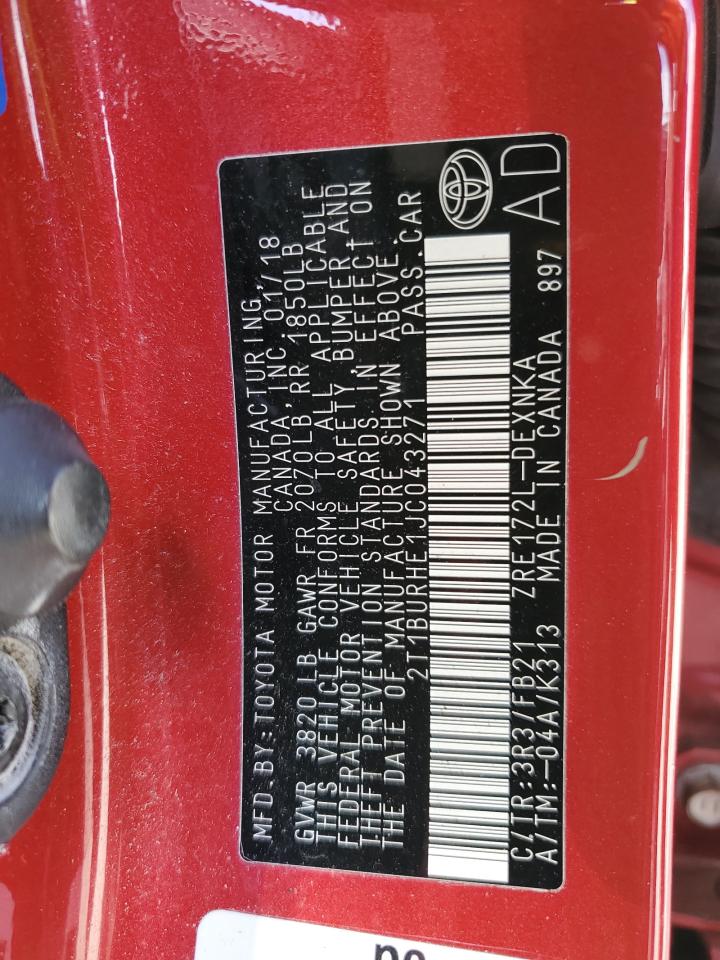 MFD.BY:TOYOTA MOTOR MANUFACTURING,
CANADA, INC. 01/18
GVWR 3820LB GAWR FR 2070LB RR 1850LB
THIS VEHICLE CONFORMS TO ALL APPLICABLE
FEDERAL MOTOR VEHICLE SAFETY, BUMPER, AND
THEFT PREVENTION STANDARDS IN EFFECT ON
THE DATE OF MANUFACTURE SHOWN ABOVE.
2T1BURHE1JC043271 PASS.CAR
C/TR:3R3/FB21 ZRE172L-DEXNKA
A/TM:-04A/K313 MADE IN CANADA 897
AD